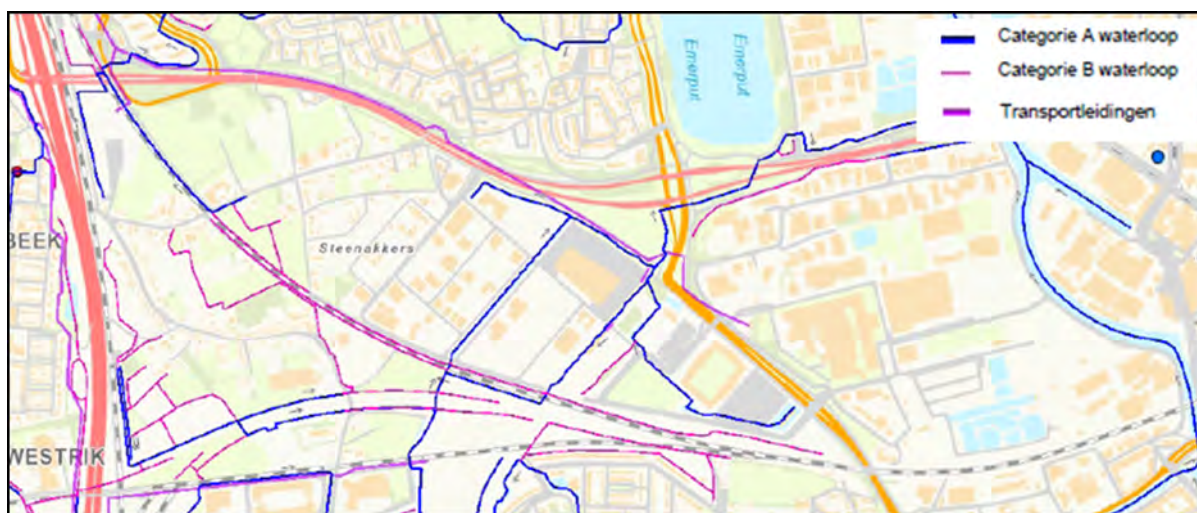 Categorie A waterloop
Categorie B waterloop
Transportleidingen
Emerput
Emerput
Steenakkers
BEEK
WESTRIK